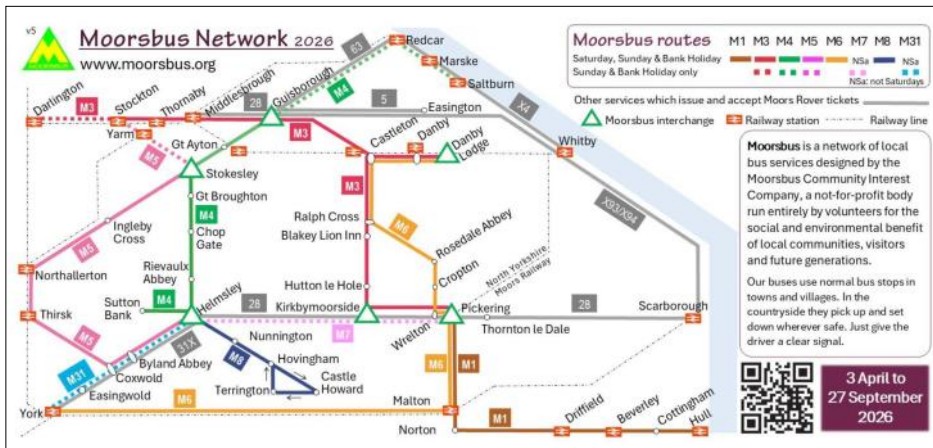 v5
Moorsbus Network 2026
www.moorsbus.org
MOORSBUS
Moorsbus routes M1 M3 M4 M5 M6 M7 M8 M31
Saturday, Sunday & Bank Holiday NSa NSa
Sunday & Bank Holiday only
NSa: not Saturdays
Other services which issue and accept Moors Rover tickets
Moorsbus interchange
Railway station
Railway line
Redcar
63
Marske
Saltburn
Guisborough
M4
Middlesbrough
Thornaby
Stockton
Darlington
M3
28
5
Easington
X4
Yarm
M5
Gt Ayton
M3
Castleton
Danby
Danby
Lodge
Whitby
Stokesley
Gt Broughton
M4
Chop
Gate
M3
Ralph Cross
Blakey Lion Inn
M6
Rosedale Abbey
Cropton
X93/X94
Ingleby
Cross
M5
Northallerton
Rievaulx
Abbey
Sutton
Bank
M4
Helmsley
28
Hutton le Hole
Kirkbymoorside
North Yorkshire
Moors Railway
Pickering
28
Scarborough
Thirsk
M7
Wrelton
Thornton le Dale
M5
31X
Nunnington
M8
Hovingham
Byland Abbey
M31
Coxwold
Easingwold
Terrington
Castle
Howard
M6
M1
York
M6
Malton
Norton
M1
Driffield
Beverley
Cottingham
Hull
Moorsbus is a network of local
bus services designed by the
Moorsbus Community Interest
Company, a not-for-profit body
run entirely by volunteers for the
social and environmental benefit
of local communities, visitors
and future generations.
Our buses use normal bus stops in
towns and villages. In the
countryside they pick up and set
down wherever safe. Just give the
driver a clear signal.
3 April to
27 September
2026